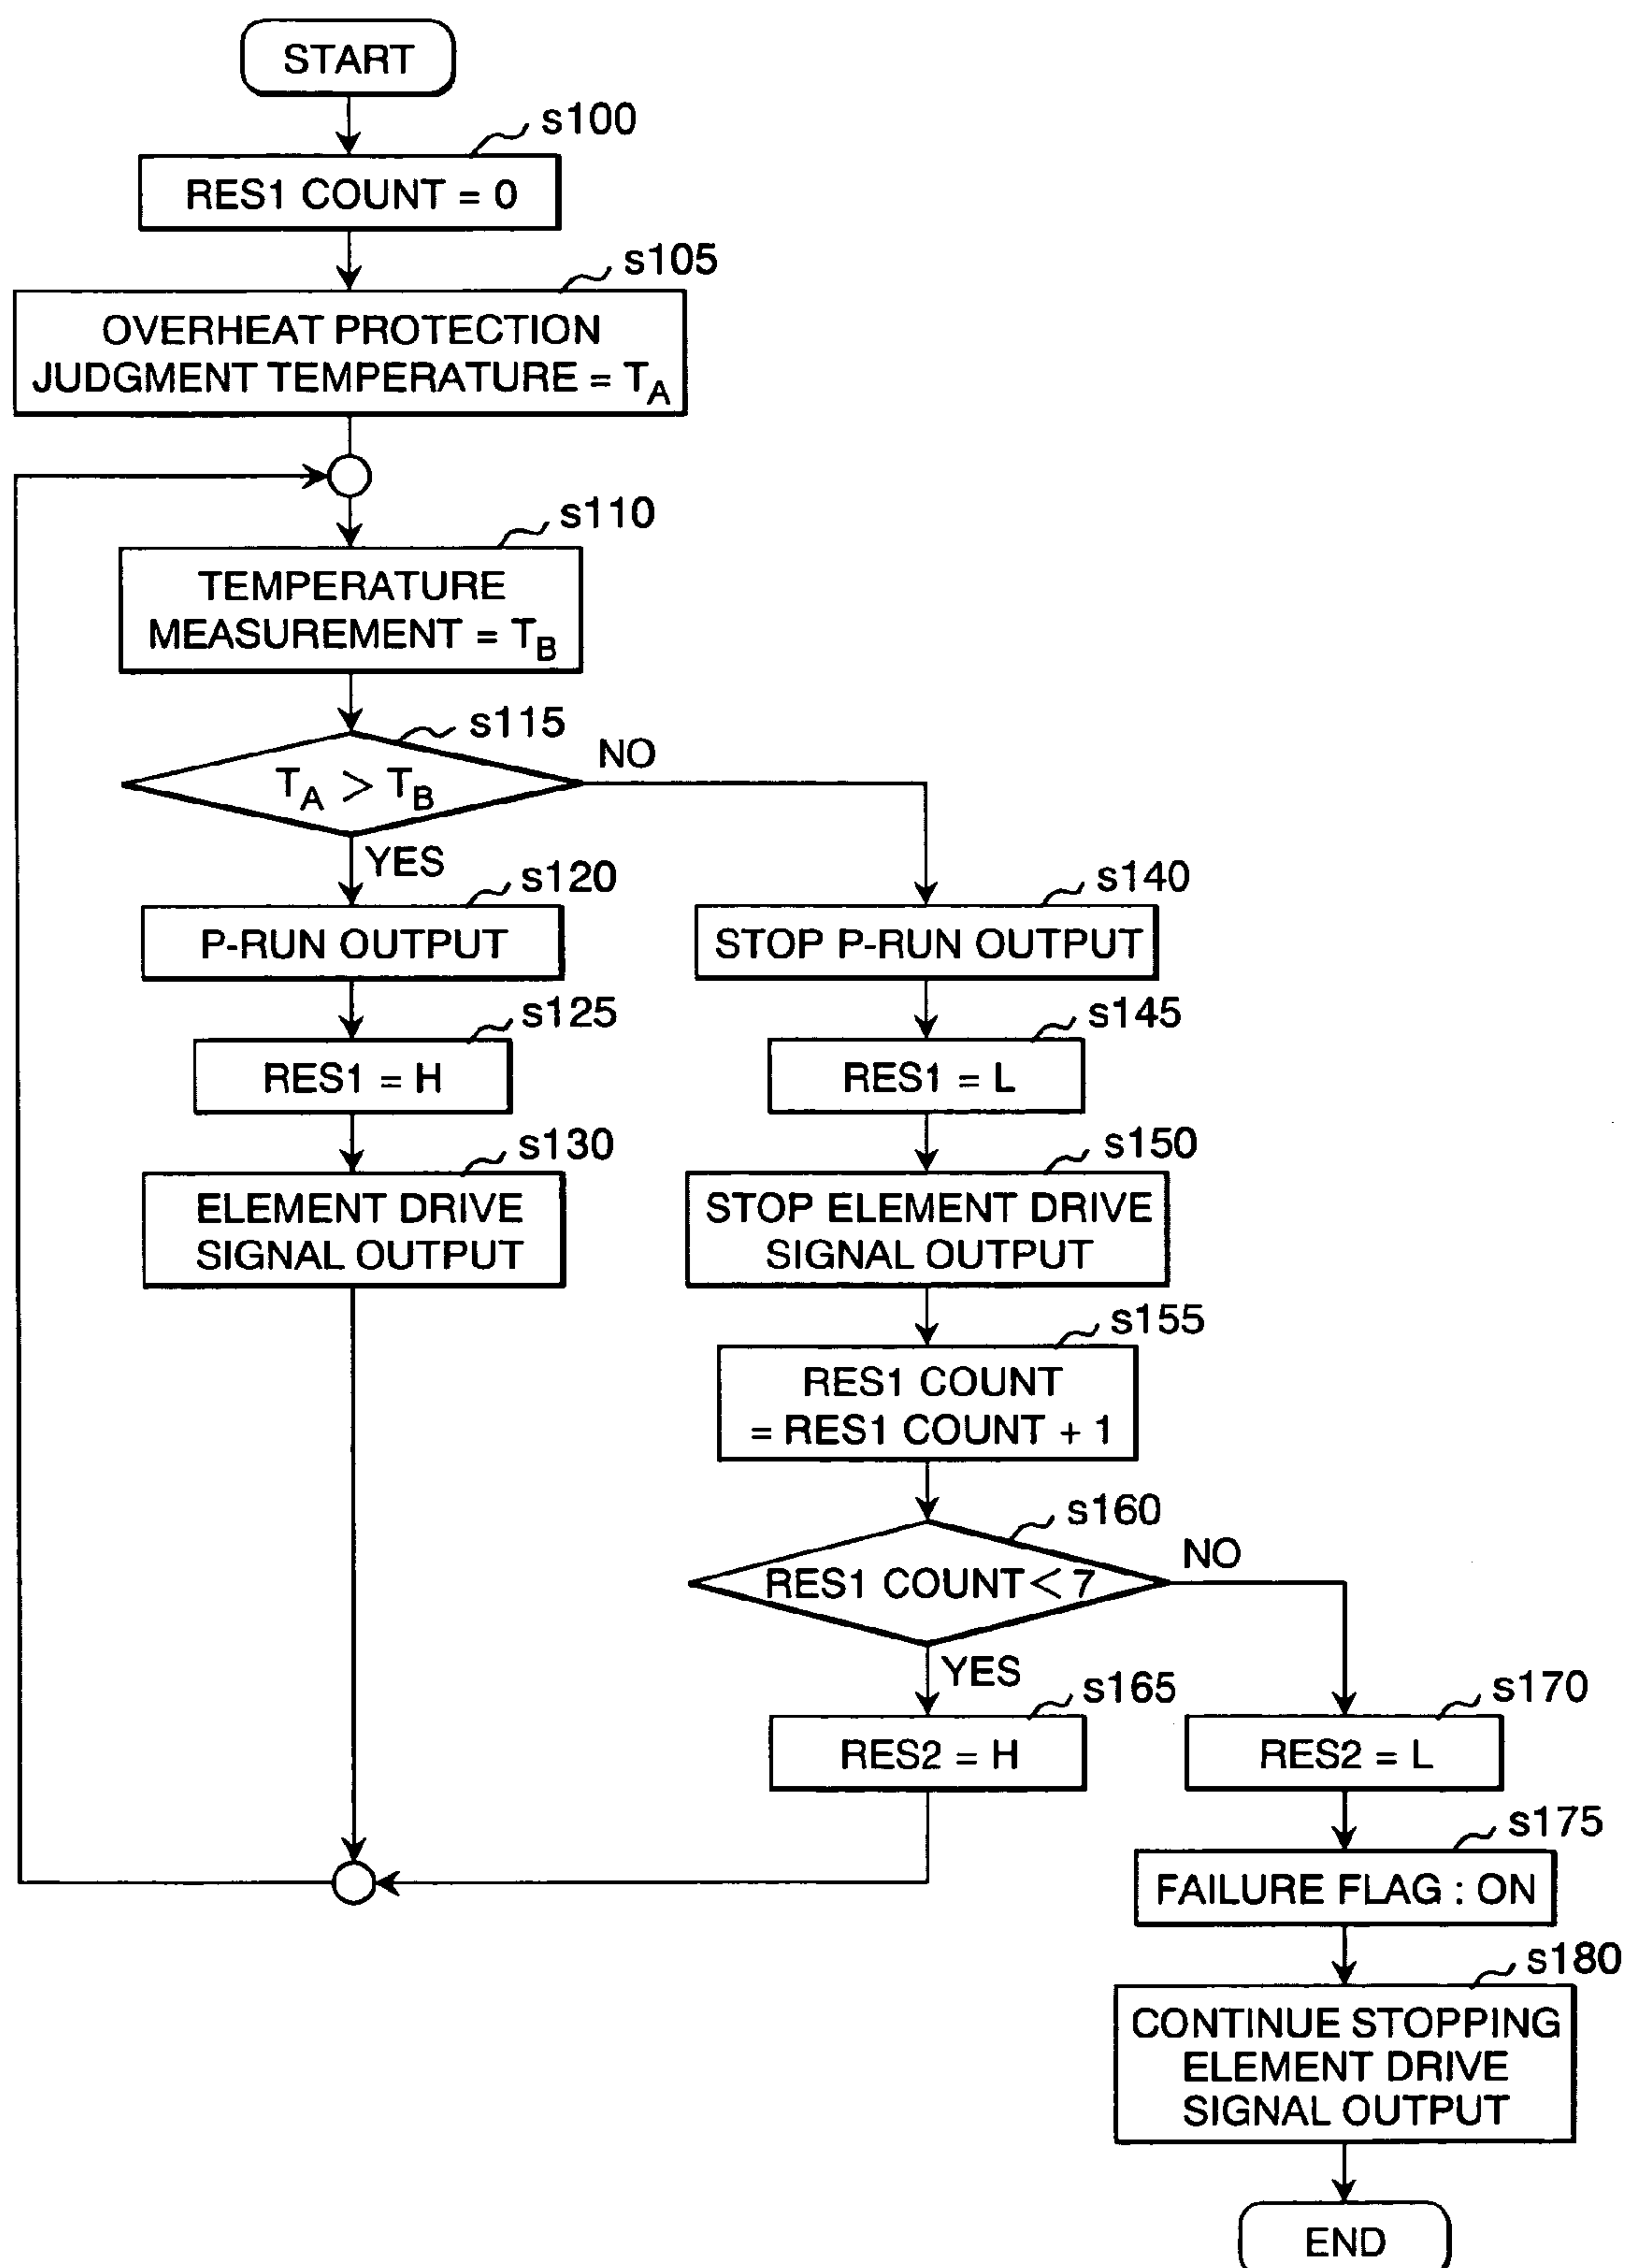 START
s100
RES1 COUNT = 0
s105
OVERHEAT PROTECTION
JUDGMENT TEMPERATURE = TA
s110
TEMPERATURE
MEASUREMENT = TB
s115
TA > TB
NO
YES
s120
P-RUN OUTPUT
s125
RES1 = H
s130
ELEMENT DRIVE
SIGNAL OUTPUT
s140
STOP P-RUN OUTPUT
s145
RES1 = L
s150
STOP ELEMENT DRIVE
SIGNAL OUTPUT
s155
RES1 COUNT
= RES1 COUNT + 1
s160
RES1 COUNT < 7
NO
YES
s165
RES2 = H
s170
RES2 = L
s175
FAILURE FLAG : ON
s180
CONTINUE STOPPING
ELEMENT DRIVE
SIGNAL OUTPUT
END